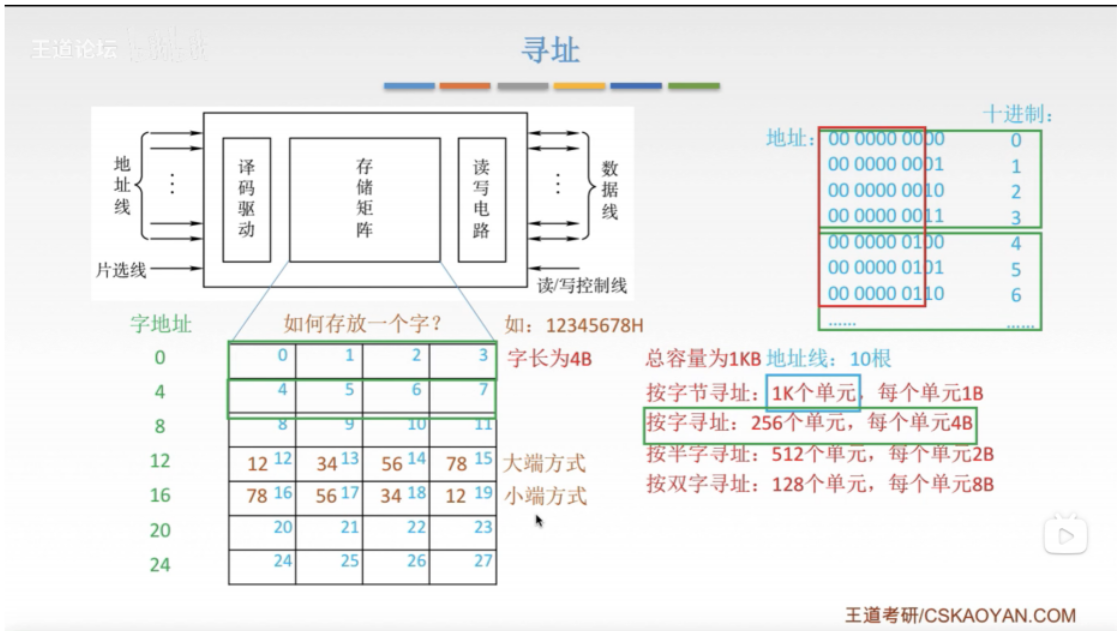 王道论坛
寻址
十进制：
地址：
00 0000 0000 0
00 0000 0001 1
00 0000 0010 2
00 0000 0011 3
00 0000 0100 4
00 0000 0101 5
00 0000 0110 6
...... ......
地址线
译码驱动
存储矩阵
读写电路
数据线
片选线
读/写控制线
字地址
如何存放一个字？
如：12345678H
0 0 1 2 3 字长为4B
4 4 5 6 7
8 8 9 10 11
12 12 12 34 13 56 14 78 15 大端方式
16 78 16 56 17 34 18 12 19 小端方式
20 20 21 22 23
24 24 25 26 27
总容量为1KB 地址线：10根
按字节寻址：1K个单元，每个单元1B
按字寻址：256个单元，每个单元4B
按半字寻址：512个单元，每个单元2B
按双字寻址：128个单元，每个单元8B
王道考研/CSKAOYAN.COM